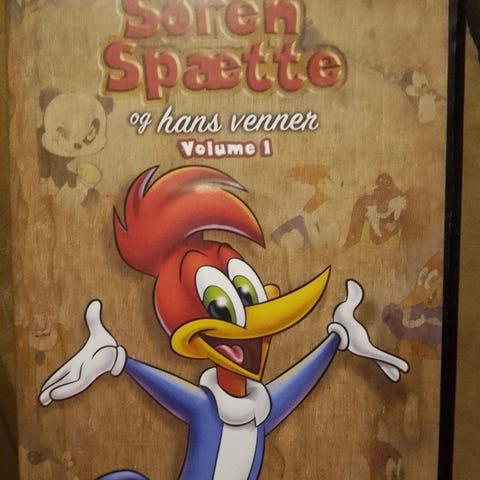 Søren
Spætte
og hans venner
Volume 1